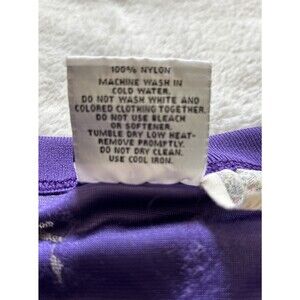 100% NYLON
MACHINE WASH IN
COLD WATER.
DO NOT WASH WHITE AND
COLORED CLOTHING TOGETHER.
DO NOT USE BLEACH
OR SOFTENER.
TUMBLE DRY LOW HEAT-
REMOVE PROMPTLY.
DO NOT DRY CLEAN.
USE COOL IRON.